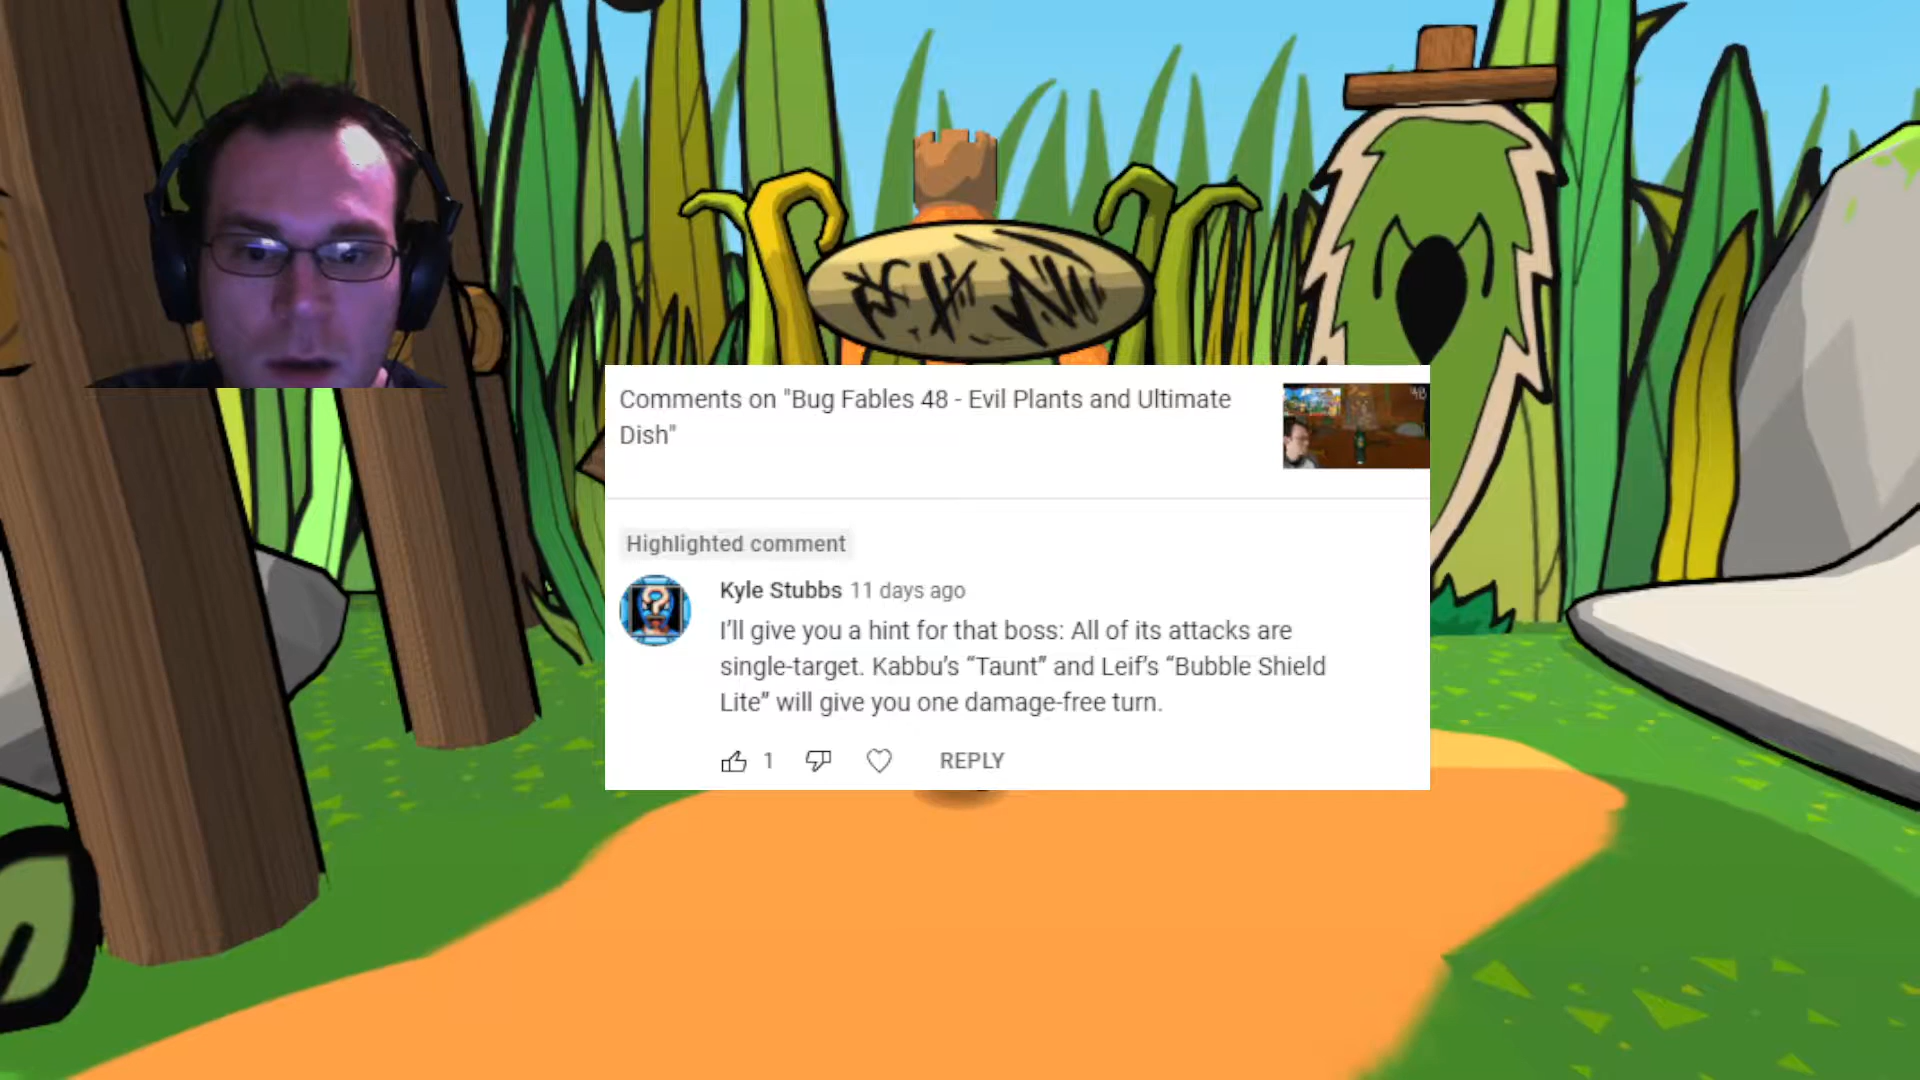 Comments on "Bug Fables 48 - Evil Plants and Ultimate
Dish"
48
Highlighted comment
Kyle Stubbs 11 days ago
I’ll give you a hint for that boss: All of its attacks are
single-target. Kabbu’s “Taunt” and Leif’s “Bubble Shield
Lite” will give you one damage-free turn.
1
REPLY